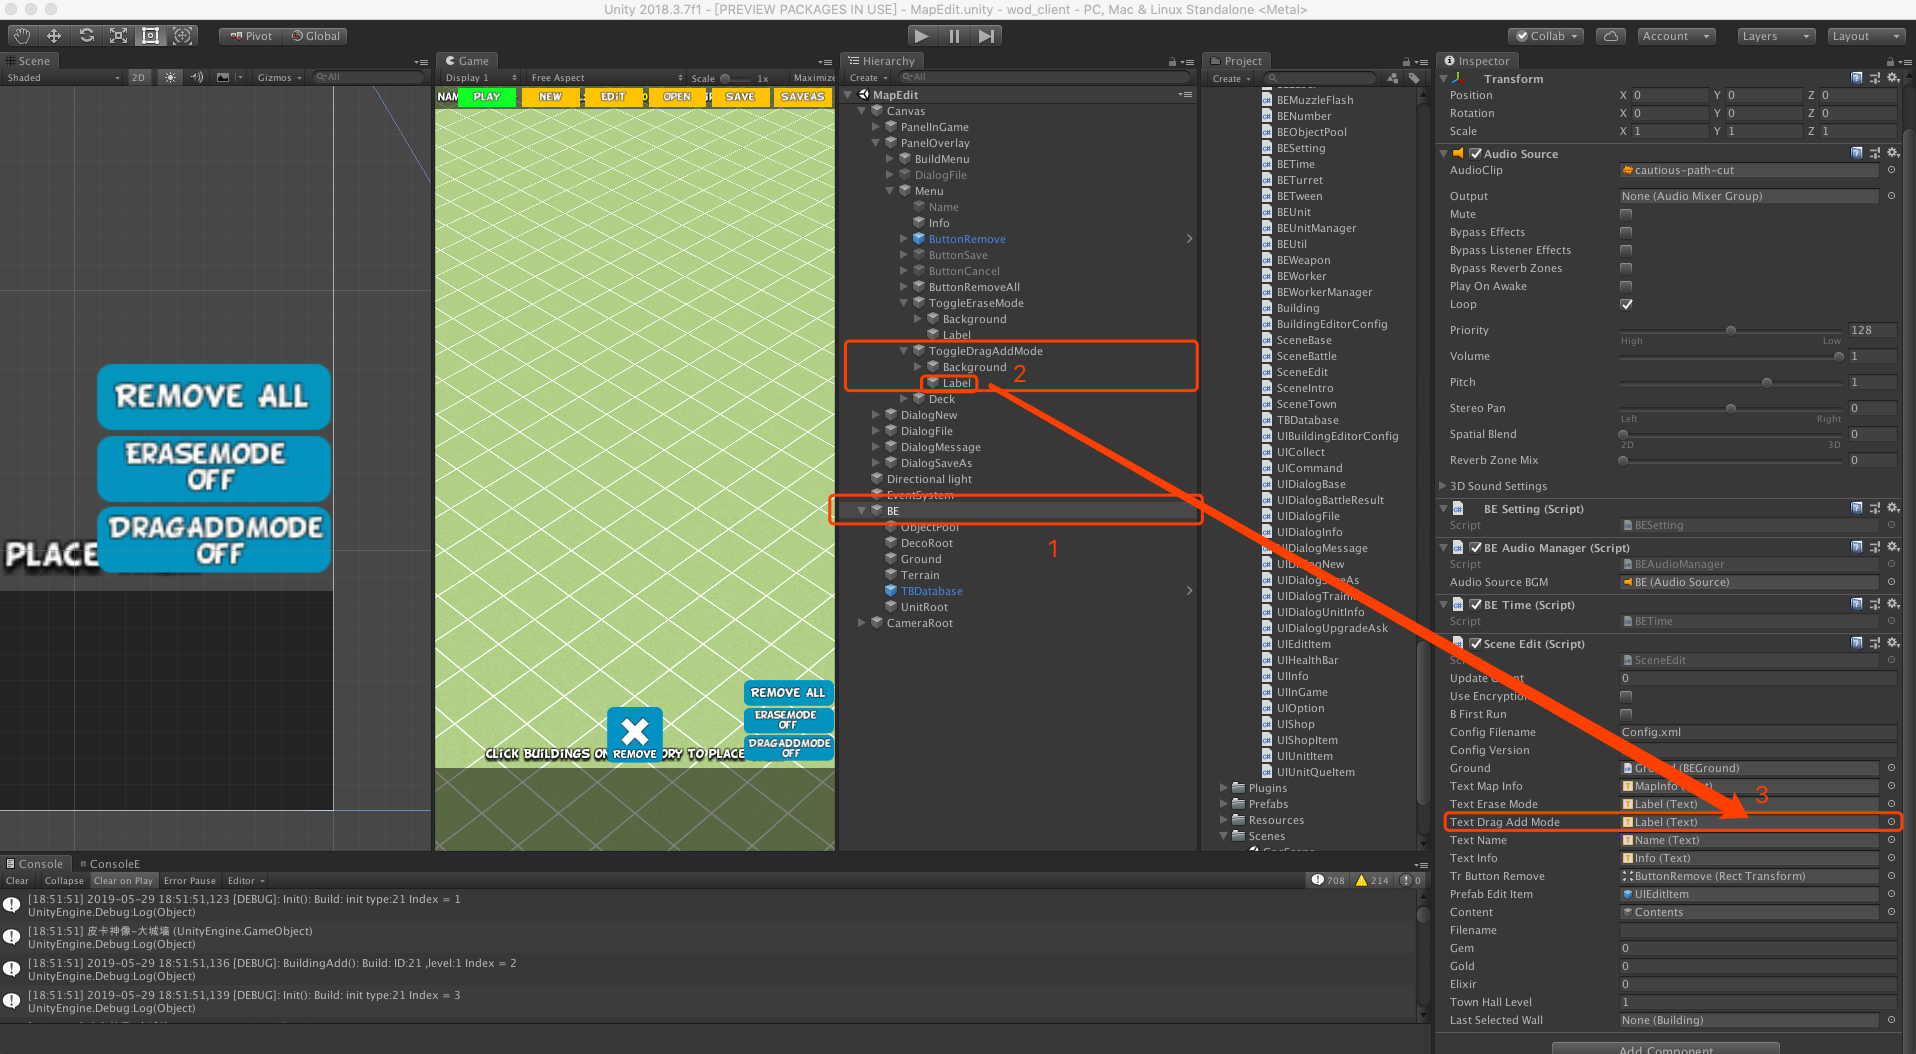 Unity 2018.3.7f1 - [PREVIEW PACKAGES IN USE] - MapEdit.unity - wod_client - PC, Mac & Linux Standalone <Metal>
Pivot Global Collab Account Layers Layout
Scene
Shaded 2D Gizmos All
REMOVE ALL
ERASEMODE
OFF
DRAGADDMODE
OFF
PLACE
Game
Display 1 Free Aspect Scale 1x Maximize
NAM PLAY NEW EDIT OPEN SAVE SAVEAS
REMOVE ALL
ERASEMODE
OFF
DRAGADDMODE
OFF
CLICK BUILDINGS ON ORY TO PLACE
REMOVE
Hierarchy
Create All
MapEdit
Canvas
PanelInGame
PanelOverlay
BuildMenu
DialogFile
Menu
Name
Info
ButtonRemove
ButtonSave
ButtonCancel
ButtonRemoveAll
ToggleEraseMode
Background
Label
ToggleDragAddMode
Background
Label
2
Deck
DialogNew
DialogFile
DialogMessage
DialogSaveAs
Directional light
EventSystem
BE
ObjectPool
1
DecoRoot
Ground
Terrain
TBDatabase
UnitRoot
CameraRoot
Project
Create
BEMuzzleFlash
BENumber
BEObjectPool
BESetting
BETime
BETurret
BETween
BEUnit
BEUnitManager
BEUtil
BEWeapon
BEWorker
BEWorkerManager
Building
BuildingEditorConfig
SceneBase
SceneBattle
SceneEdit
SceneIntro
SceneTown
TBDatabase
UIBuildingEditorConfig
UICollect
UICommand
UIDialogBase
UIDialogBattleResult
UIDialogFile
UIDialogInfo
UIDialogMessage
UIDialogNew
UIDialogSaveAs
UIDialogTraini
UIDialogUnitInfo
UIDialogUpgradeAsk
UIEditItem
UIHealthBar
UIInfo
UIInGame
UIOption
UIShop
UIShopItem
UIUnitItem
UIUnitQueItem
Plugins
Prefabs
Resources
Scenes
Inspector
Transform
Position X 0 Y 0 Z 0
Rotation X 0 Y 0 Z 0
Scale X 1 Y 1 Z 1
Audio Source
AudioClip cautious-path-cut
Output None (Audio Mixer Group)
Mute
Bypass Effects
Bypass Listener Effects
Bypass Reverb Zones
Play On Awake
Loop
Priority 128
High Low
Volume 1
Pitch 1
Stereo Pan 0
Left Right
Spatial Blend 0
2D 3D
Reverb Zone Mix 0
3D Sound Settings
BE Setting (Script)
Script BESetting
BE Audio Manager (Script)
Script BEAudioManager
Audio Source BGM BE (Audio Source)
BE Time (Script)
Script BETime
Scene Edit (Script)
SceneEdit
Update 0
Use Encryption
B First Run
Config Filename Config.xml
Config Version
Ground Ground (BEGround)
Text Map Info MapInfo (Text)
3
Text Erase Mode Label (Text)
Text Drag Add Mode Label (Text)
Text Name Name (Text)
Text Info Info (Text)
Tr Button Remove ButtonRemove (Rect Transform)
Prefab Edit Item UIEditItem
Content Contents
Filename
Gem 0
Gold 0
Elixir 0
Town Hall Level 1
Last Selected Wall None (Building)
Add Component
Console ConsoleE
Clear Collapse Clear on Play Error Pause Editor 708 214 0
[18:51:51] 2019-05-29 18:51:51,123 [DEBUG]: Init(): Build: init type:21 Index = 1
UnityEngine.Debug:Log(Object)
[18:51:51] 皮卡神像-大城墙 (UnityEngine.GameObject)
UnityEngine.Debug:Log(Object)
[18:51:51] 2019-05-29 18:51:51,136 [DEBUG]: BuildingAdd(): Build: ID:21 ,level:1 Index = 2
UnityEngine.Debug:Log(Object)
[18:51:51] 2019-05-29 18:51:51,139 [DEBUG]: Init(): Build: init type:21 Index = 3
UnityEngine.Debug:Log(Object)